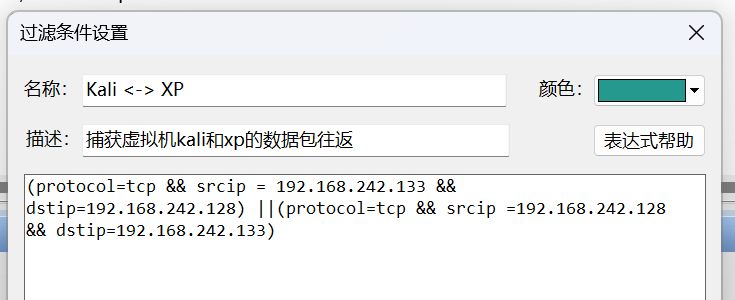 过滤条件设置
名称： Kali <-> XP 颜色：
描述： 捕获虚拟机kali和xp的数据包往返 表达式帮助
(protocol=tcp && srcip = 192.168.242.133 &&
dstip=192.168.242.128) ||(protocol=tcp && srcip =192.168.242.128
&& dstip=192.168.242.133)